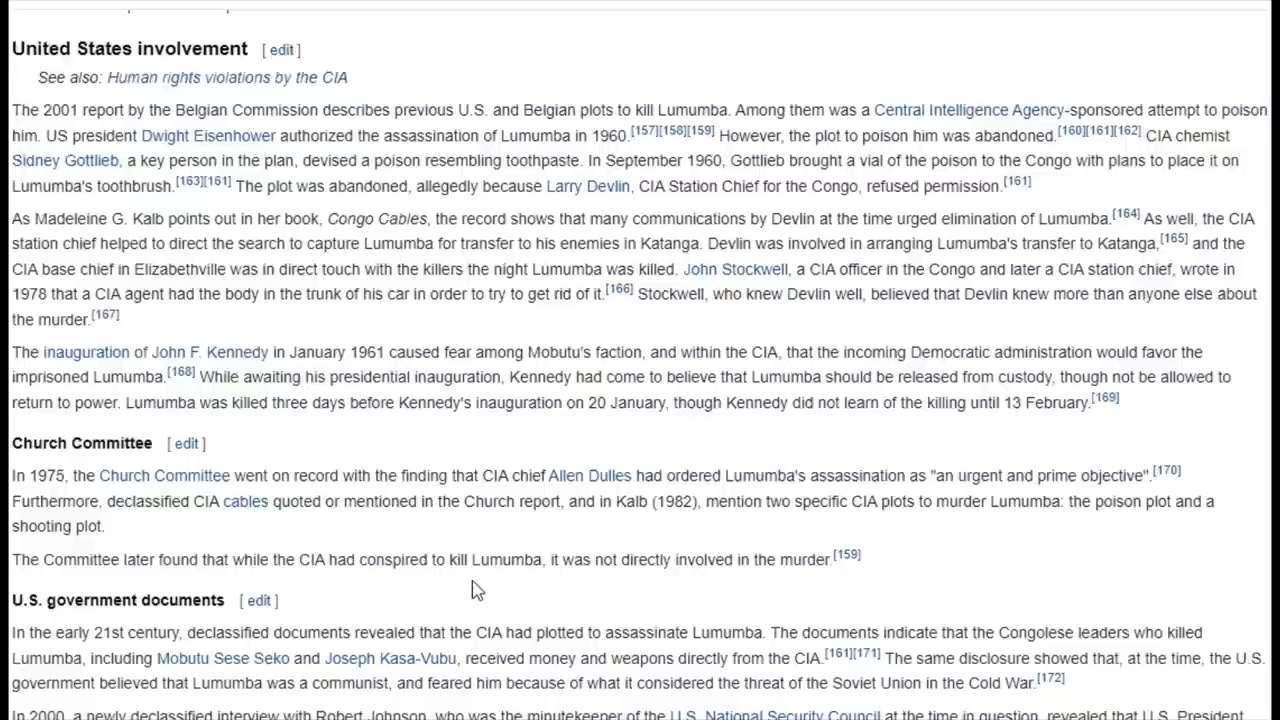 United States involvement [ edit ]
See also: Human rights violations by the CIA
The 2001 report by the Belgian Commission describes previous U.S. and Belgian plots to kill Lumumba. Among them was a Central Intelligence Agency-sponsored attempt to poison
him. US president Dwight Eisenhower authorized the assassination of Lumumba in 1960.[157][158][159] However, the plot to poison him was abandoned.[160][161][162] CIA chemist
Sidney Gottlieb, a key person in the plan, devised a poison resembling toothpaste. In September 1960, Gottlieb brought a vial of the poison to the Congo with plans to place it on
Lumumba's toothbrush.[163][161] The plot was abandoned, allegedly because Larry Devlin, CIA Station Chief for the Congo, refused permission.[161]
As Madeleine G. Kalb points out in her book, Congo Cables, the record shows that many communications by Devlin at the time urged elimination of Lumumba.[164] As well, the CIA
station chief helped to direct the search to capture Lumumba for transfer to his enemies in Katanga. Devlin was involved in arranging Lumumba's transfer to Katanga,[165] and the
CIA base chief in Elizabethville was in direct touch with the killers the night Lumumba was killed. John Stockwell, a CIA officer in the Congo and later a CIA station chief, wrote in
1978 that a CIA agent had the body in the trunk of his car in order to try to get rid of it.[166] Stockwell, who knew Devlin well, believed that Devlin knew more than anyone else about
the murder.[167]
The inauguration of John F. Kennedy in January 1961 caused fear among Mobutu's faction, and within the CIA, that the incoming Democratic administration would favor the
imprisoned Lumumba.[168] While awaiting his presidential inauguration, Kennedy had come to believe that Lumumba should be released from custody, though not be allowed to
return to power. Lumumba was killed three days before Kennedy's inauguration on 20 January, though Kennedy did not learn of the killing until 13 February.[169]
Church Committee [ edit ]
In 1975, the Church Committee went on record with the finding that CIA chief Allen Dulles had ordered Lumumba's assassination as "an urgent and prime objective".[170]
Furthermore, declassified CIA cables quoted or mentioned in the Church report, and in Kalb (1982), mention two specific CIA plots to murder Lumumba: the poison plot and a
shooting plot.
The Committee later found that while the CIA had conspired to kill Lumumba, it was not directly involved in the murder.[159]
U.S. government documents [ edit ]
In the early 21st century, declassified documents revealed that the CIA had plotted to assassinate Lumumba. The documents indicate that the Congolese leaders who killed
Lumumba, including Mobutu Sese Seko and Joseph Kasa-Vubu, received money and weapons directly from the CIA.[161][171] The same disclosure showed that, at the time, the U.S.
government believed that Lumumba was a communist, and feared him because of what it considered the threat of the Soviet Union in the Cold War.[172]
In 2000, a newly declassified interview with Robert Johnson, who was the minutekeeper of the U.S. National Security Council at the time in question, revealed that U.S. President